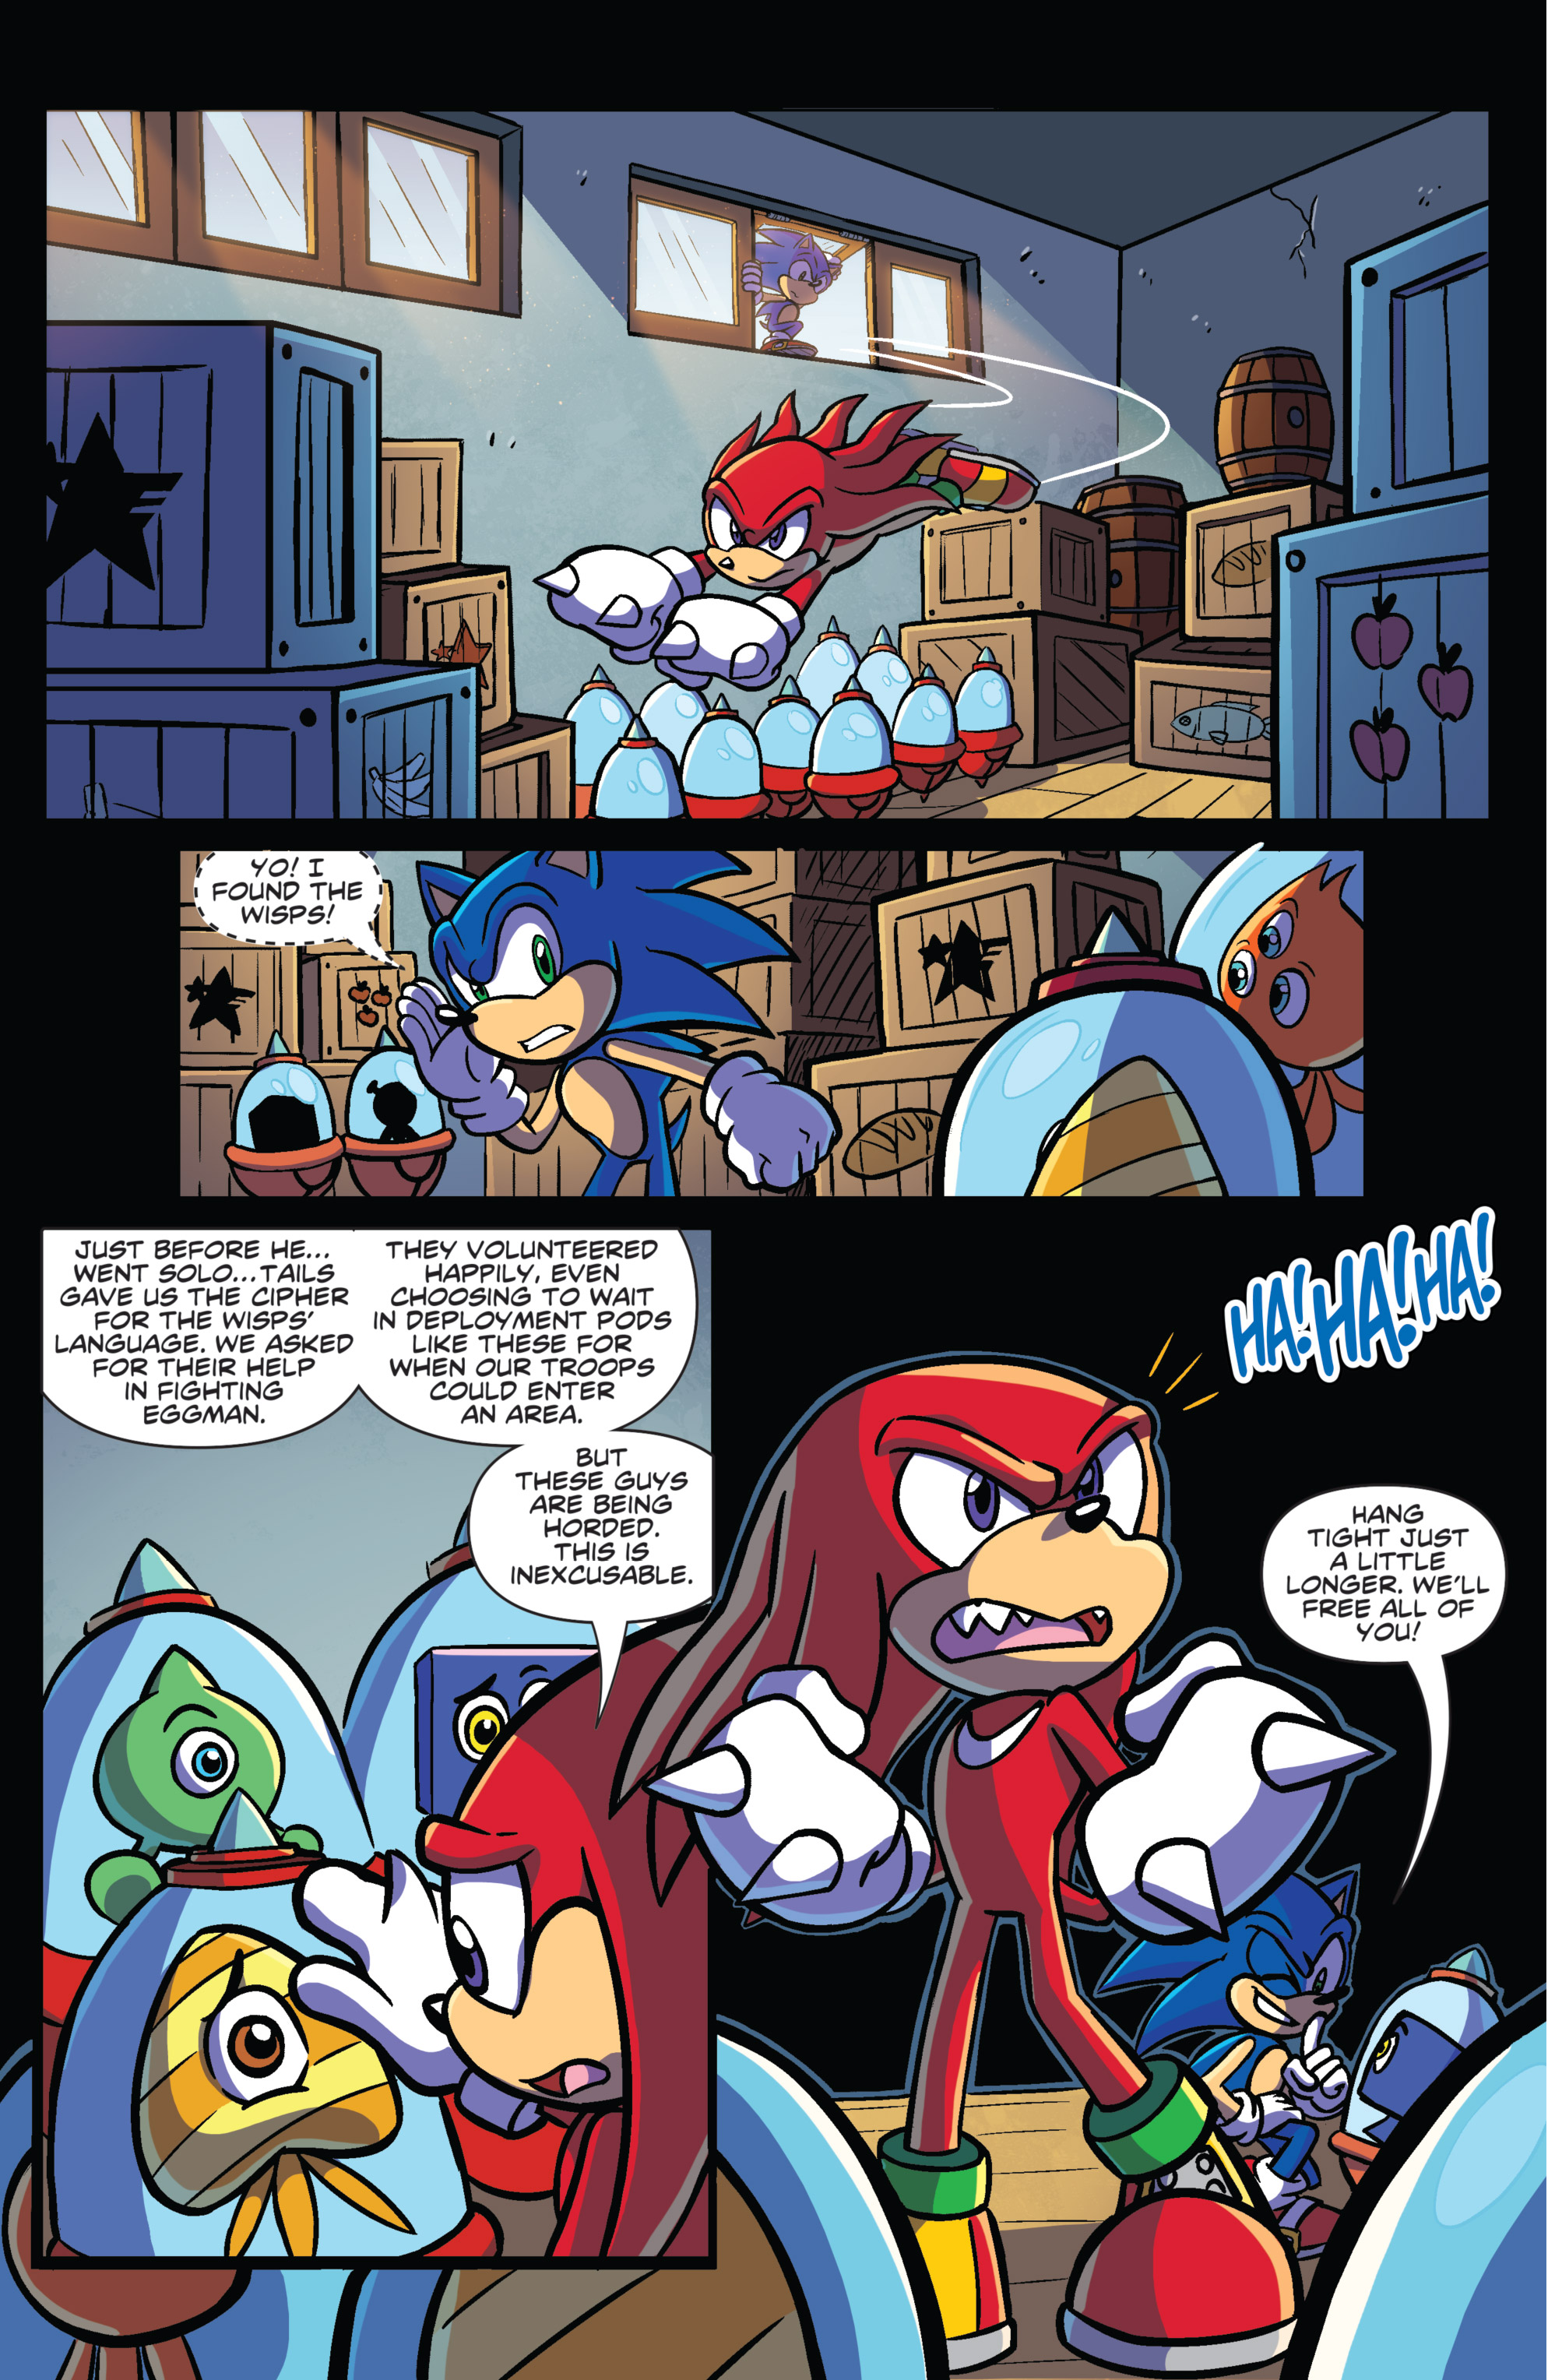 YO! I
FOUND THE
WISPS!
JUST BEFORE HE...
WENT SOLO...TAILS
GAVE US THE CIPHER
FOR THE WISPS'
LANGUAGE. WE ASKED
FOR THEIR HELP
IN FIGHTING
EGGMAN.
THEY VOLUNTEERED
HAPPILY, EVEN
CHOOSING TO WAIT
IN DEPLOYMENT PODS
LIKE THESE FOR
WHEN OUR TROOPS
COULD ENTER
AN AREA.
BUT
THESE GUYS
ARE BEING
HORDED.
THIS IS
INEXCUSABLE.
HA! HA! HA!
HANG
TIGHT JUST
A LITTLE
LONGER. WE'LL
FREE ALL OF
YOU!